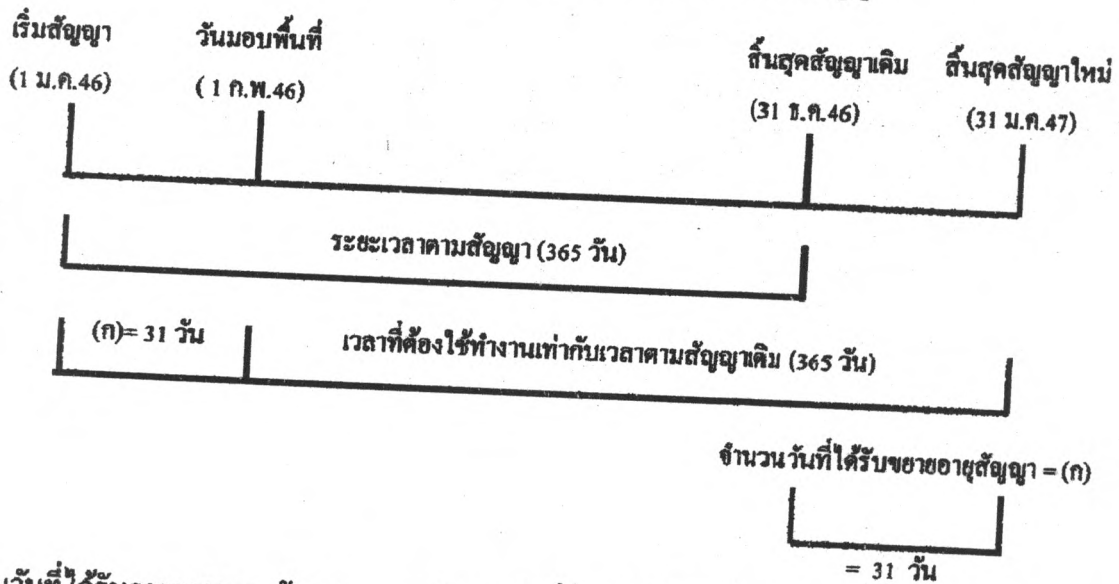 เริ่มสัญญา วันมอบพื้นที่ สิ้นสุดสัญญาเดิม สิ้นสุดสัญญาใหม่
(1 ม.ค.46) ( 1 ก.พ.46) (31 ธ.ค.46) (31 ม.ค.47)
ระยะเวลาตามสัญญา (365 วัน)
(ก)= 31 วัน เวลาที่ต้องใช้ทำงานเท่ากับเวลาตามสัญญาเดิม (365 วัน)
จำนวนวันที่ได้รับขยายอายุสัญญา = (ก)
= 31 วัน